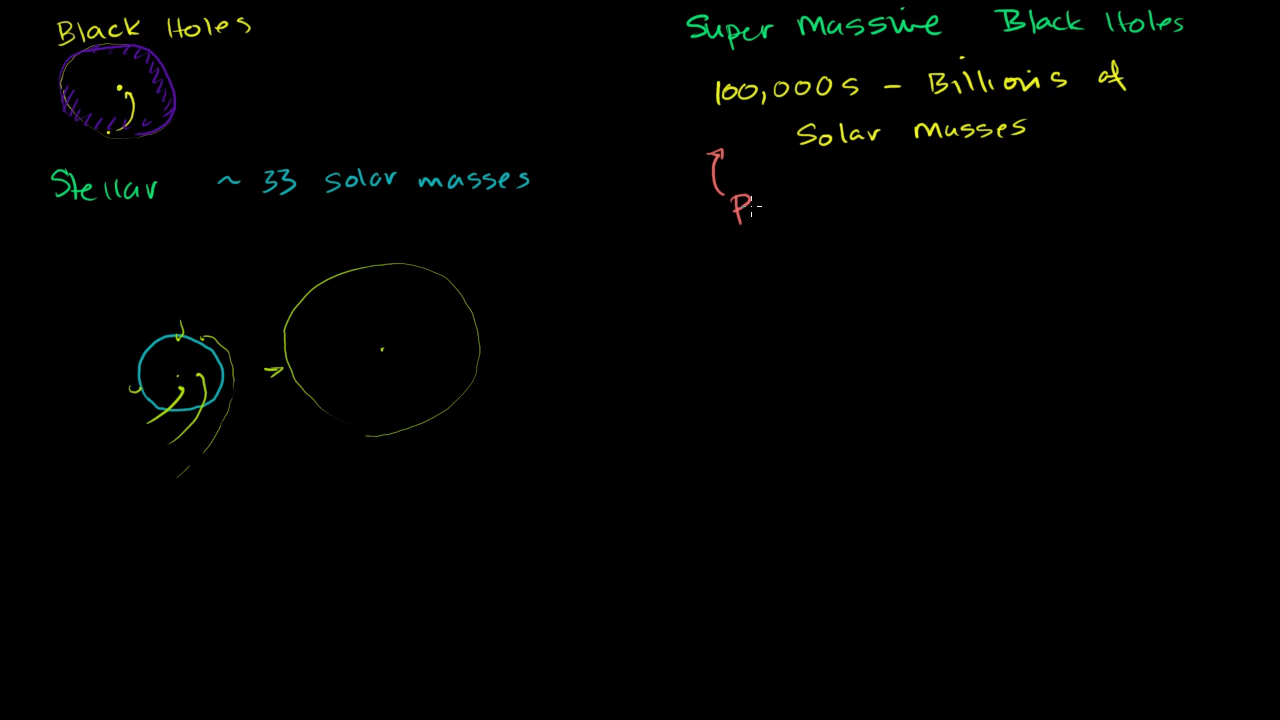 Black Holes
Stellar ~ 33 solar masses
Super Massive Black Holes
100,000s - Billions of
Solar Masses
P